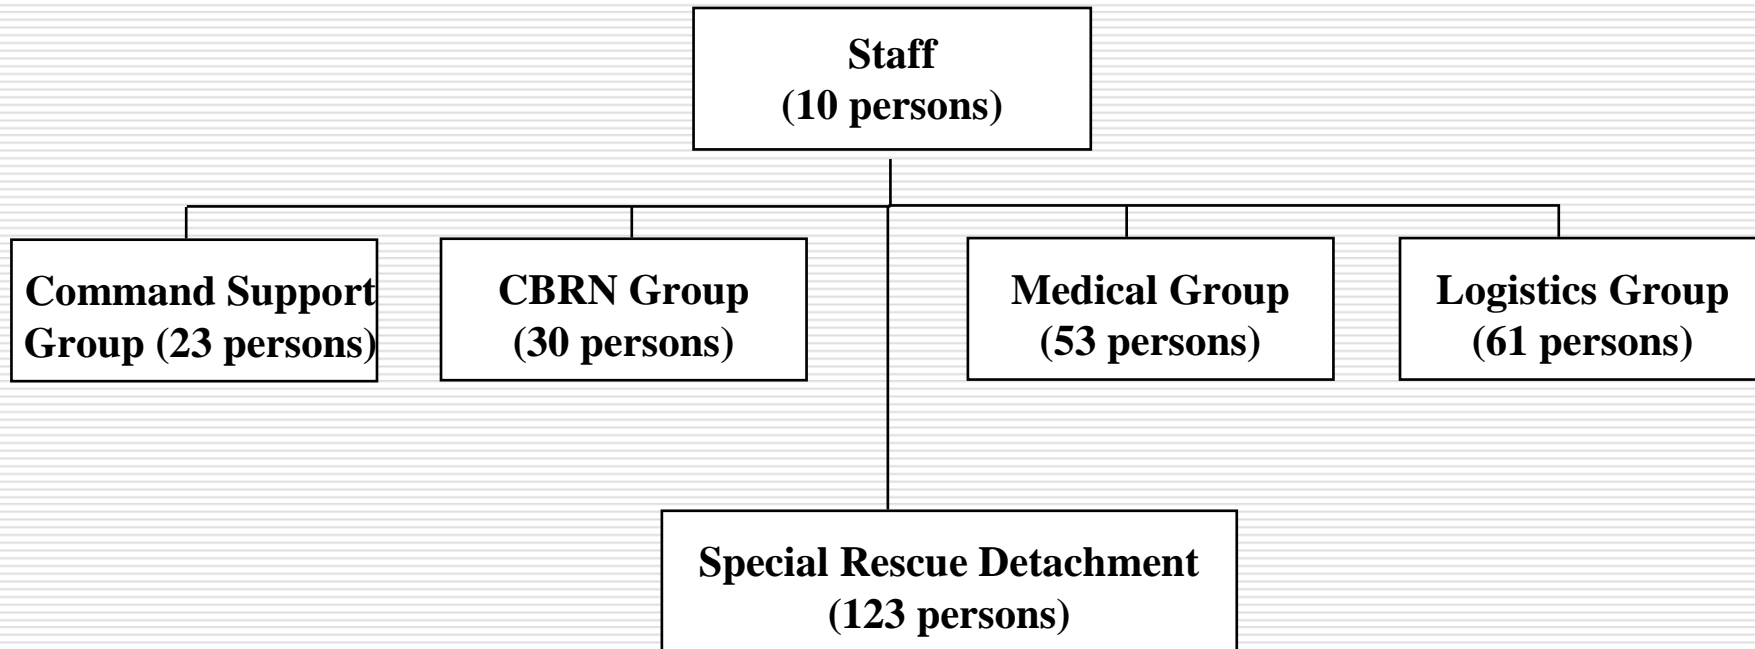 Staff
(10 persons)
Command Support
Group (23 persons)
CBRN Group
(30 persons)
Medical Group
(53 persons)
Logistics Group
(61 persons)
Special Rescue Detachment
(123 persons)